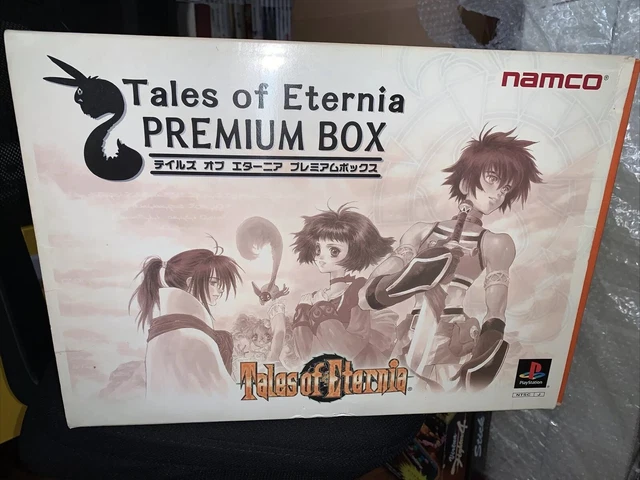 Tales of Eternia
PREMIUM BOX
テイルズ オブ エターニア プレミアムボックス
namco®
Tales of Eternia
PlayStation
NTSC J